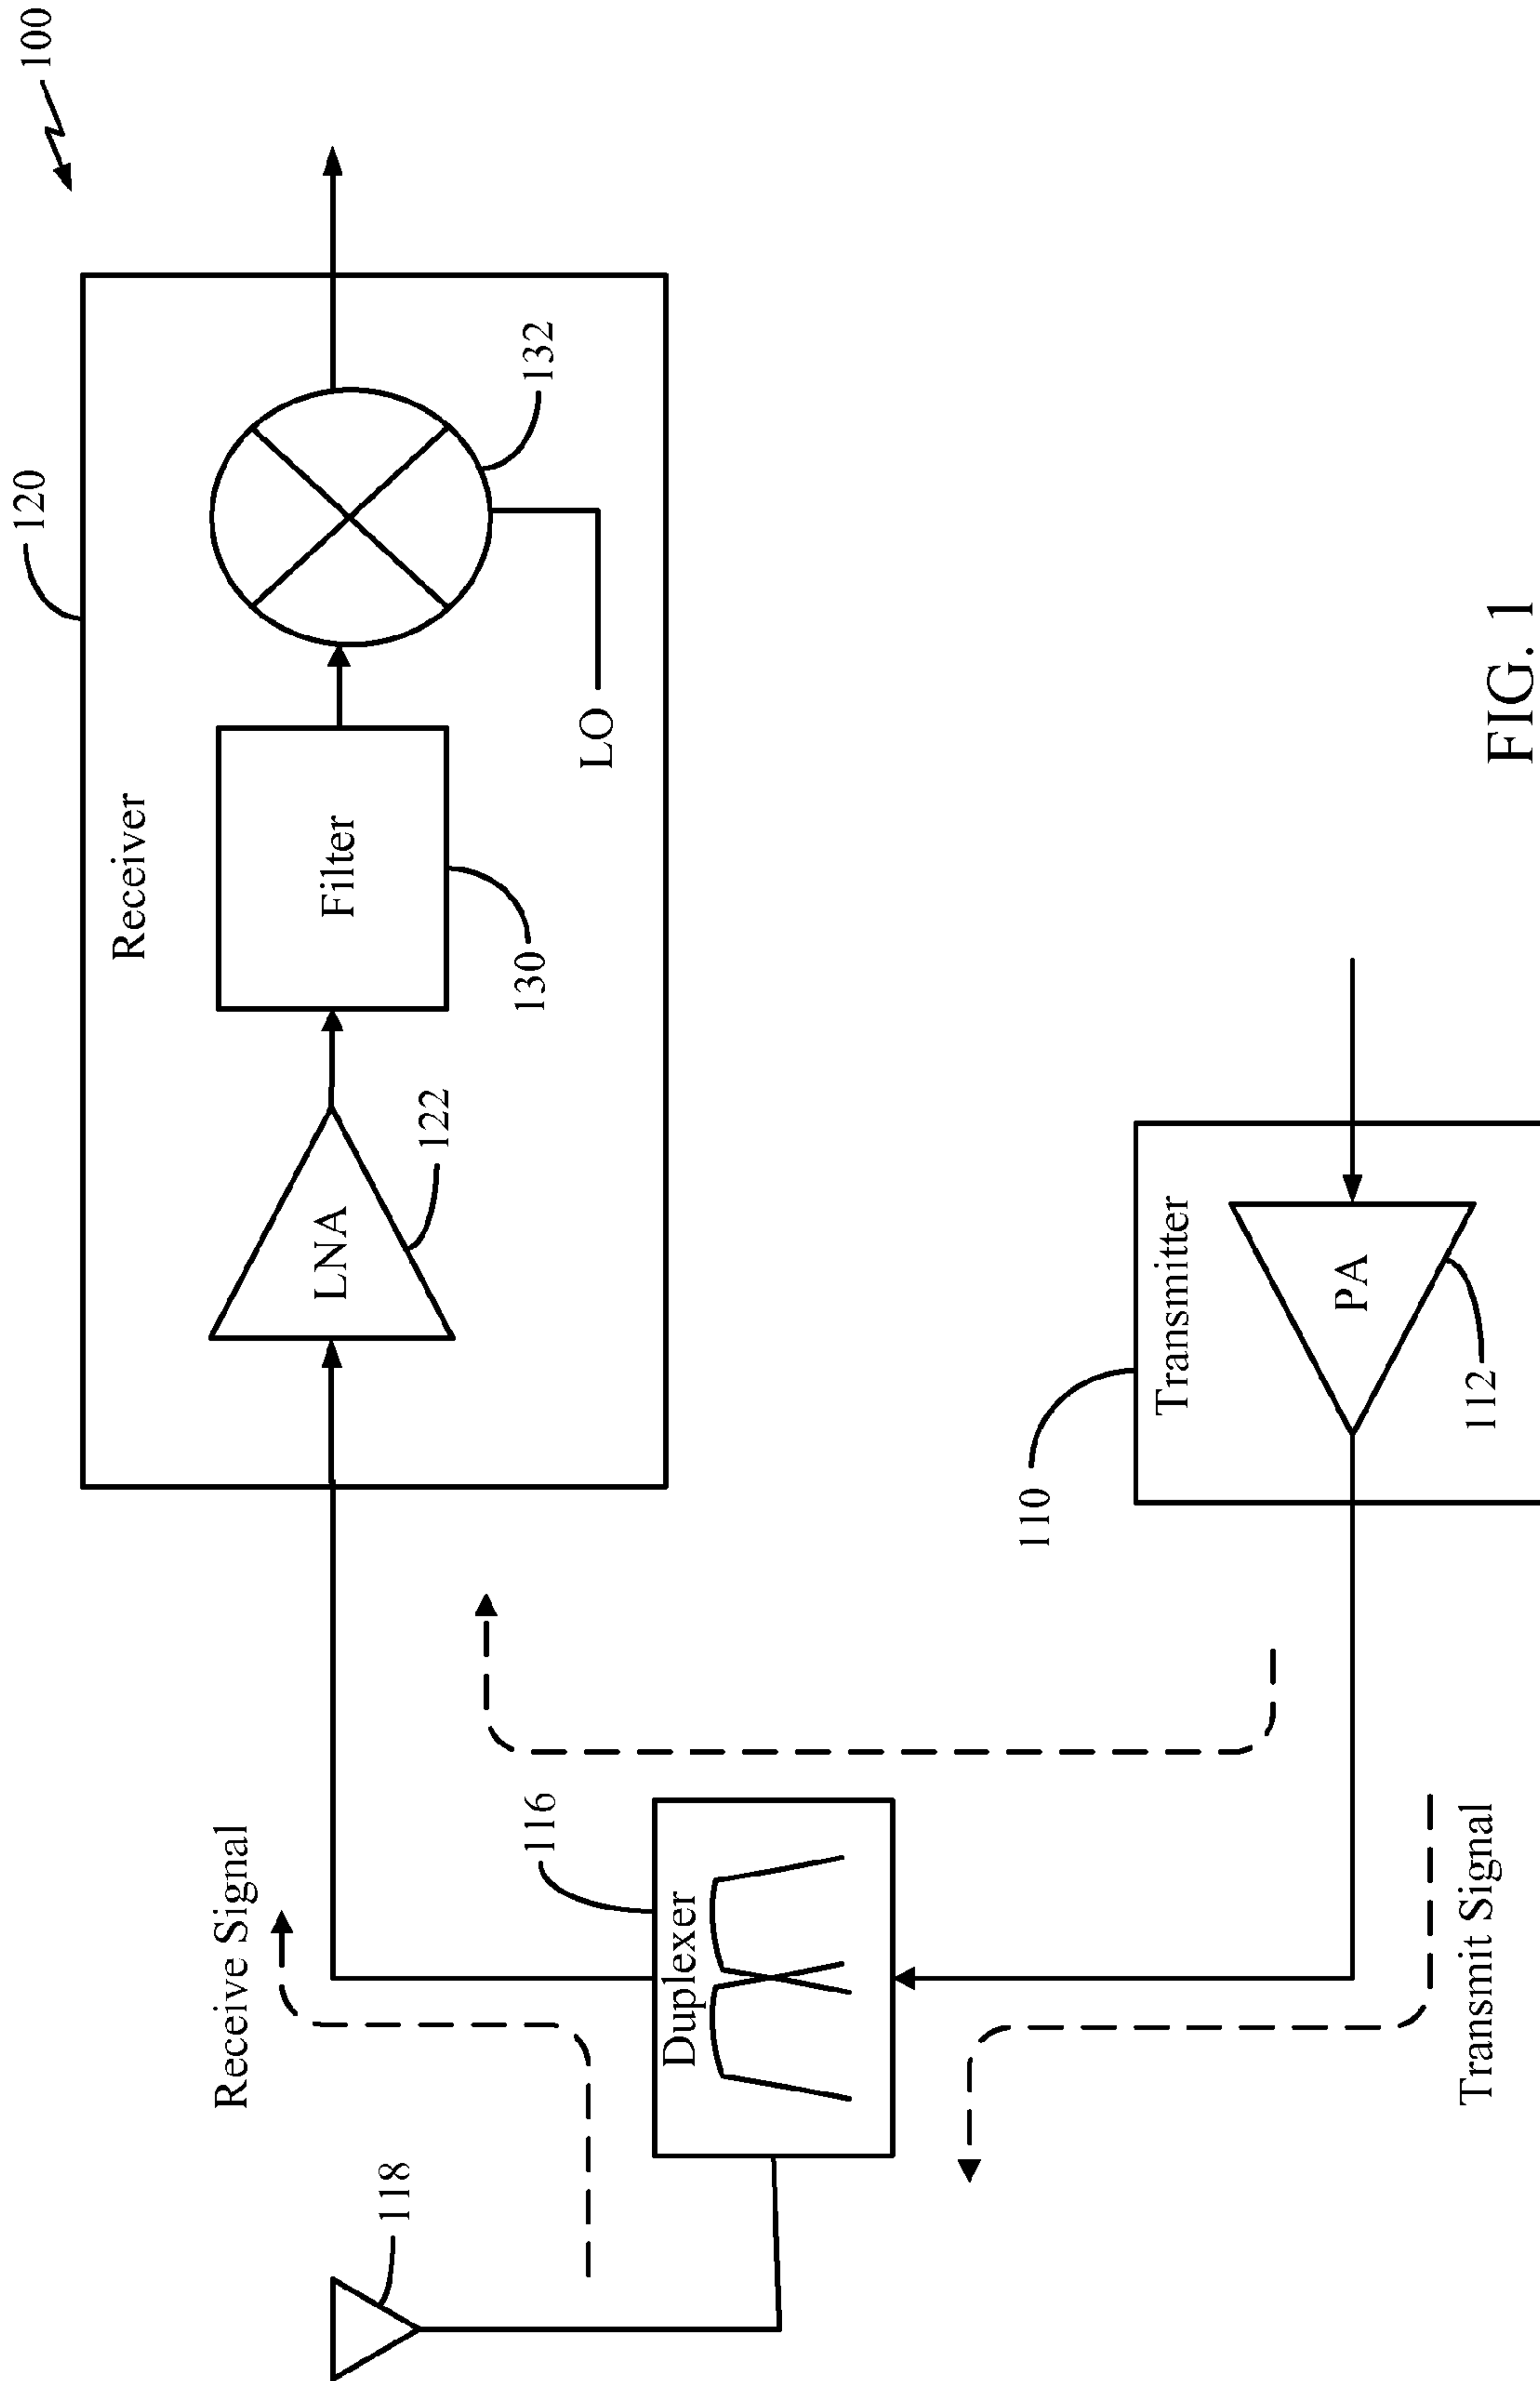 100
120
Receiver
Receive Signal
118
LNA
122
Filter
130
132
LO
116
Duplexer
110
Transmitter
PA
112
Transmit Signal
FIG. 1